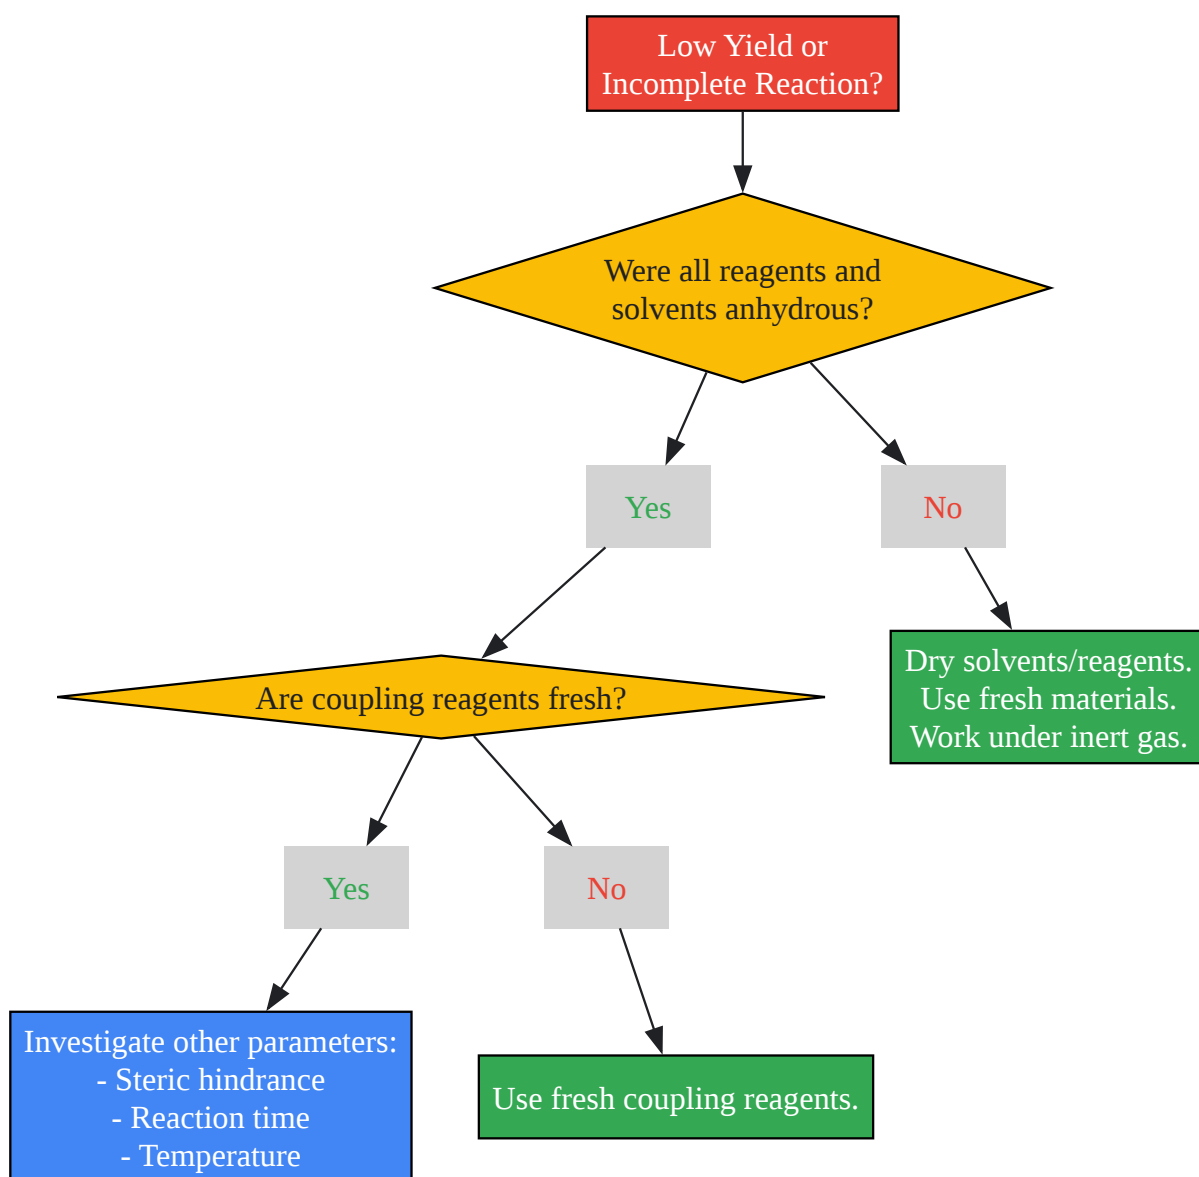 Low Yield or
Incomplete Reaction?
Were all reagents and
solvents anhydrous?
Yes
No
Dry solvents/reagents.
Use fresh materials.
Work under inert gas.
Are coupling reagents fresh?
Yes
No
Investigate other parameters:
- Steric hindrance
- Reaction time
- Temperature
Use fresh coupling reagents.